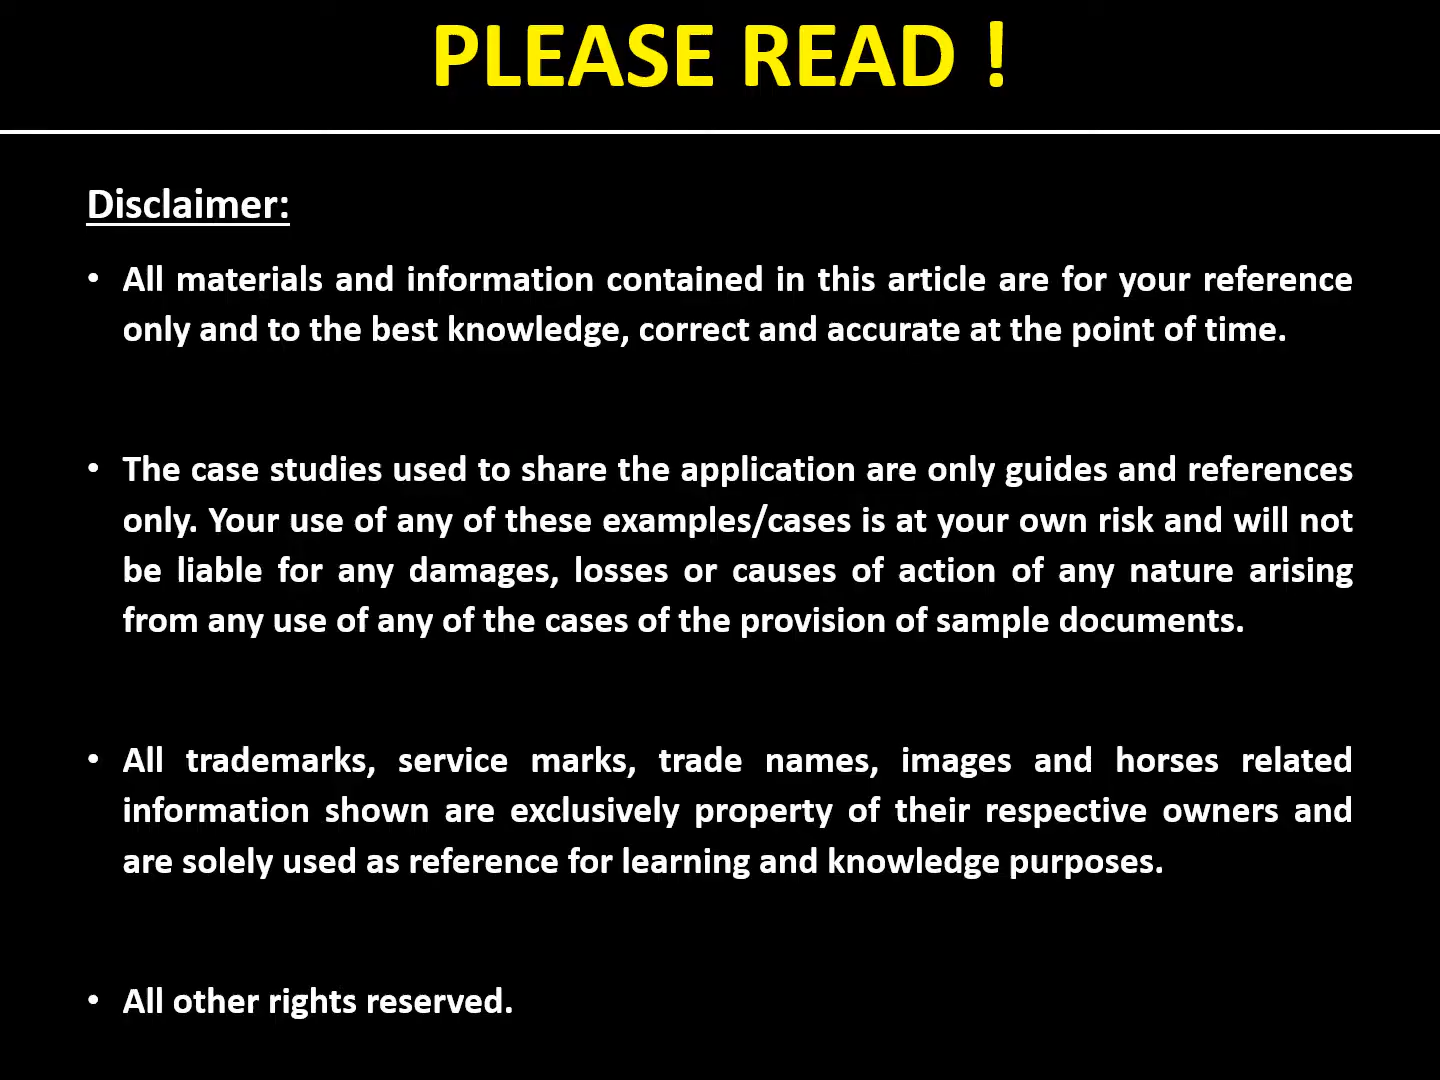 PLEASE READ !
Disclaimer:
• All materials and information contained in this article are for your reference
only and to the best knowledge, correct and accurate at the point of time.
• The case studies used to share the application are only guides and references
only. Your use of any of these examples/cases is at your own risk and will not
be liable for any damages, losses or causes of action of any nature arising
from any use of any of the cases of the provision of sample documents.
• All trademarks, service marks, trade names, images and horses related
information shown are exclusively property of their respective owners and
are solely used as reference for learning and knowledge purposes.
• All other rights reserved.